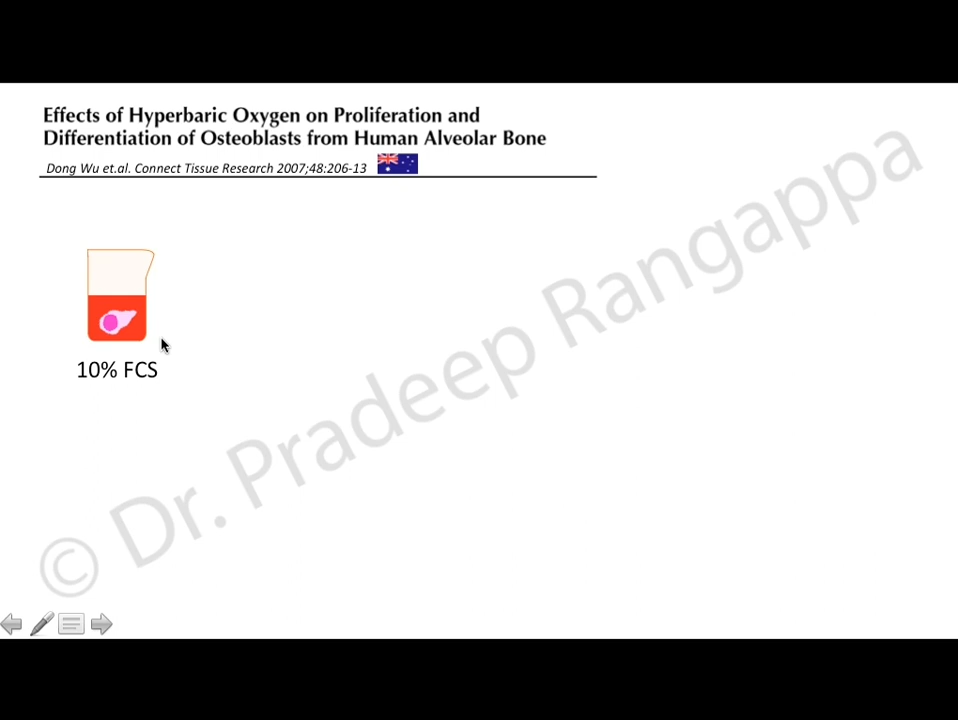 Effects of Hyperbaric Oxygen on Proliferation and
Differentiation of Osteoblasts from Human Alveolar Bone
Dong Wu et.al. Connect Tissue Research 2007;48:206-13
10% FCS
© Dr. Pradeep Rangappa